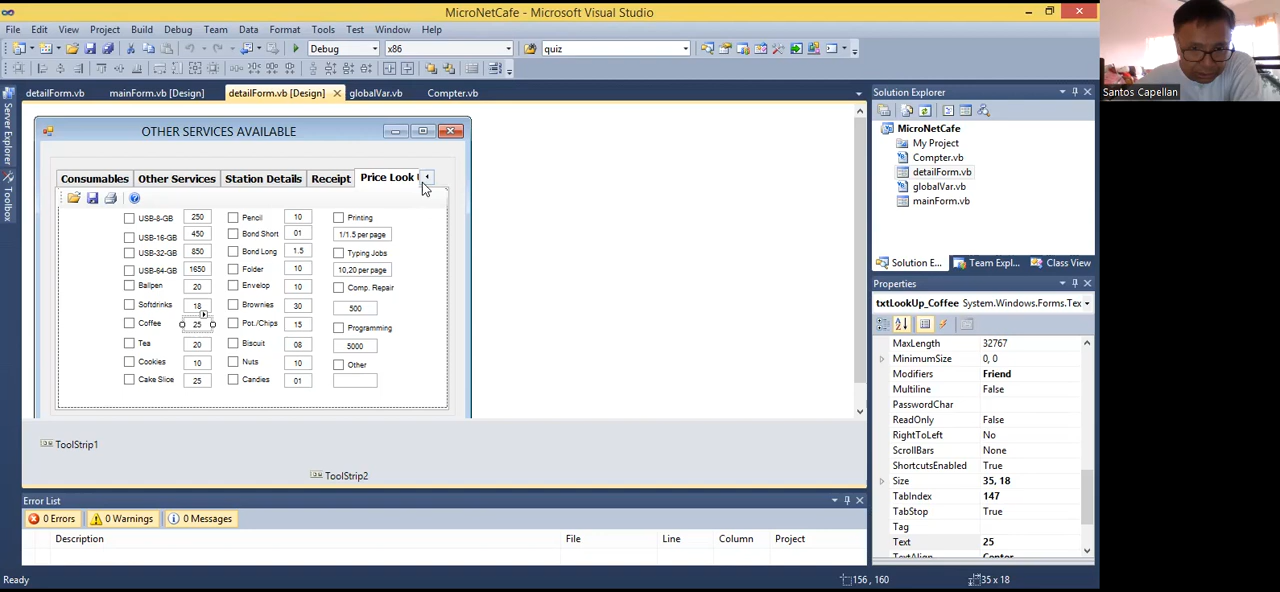 MicroNetCafe - Microsoft Visual Studio
File Edit View Project Build Debug Team Data Format Tools Test Window Help
Debug x86 quiz
detailForm.vb mainForm.vb [Design] detailForm.vb [Design] globalVar.vb Compter.vb
Server Explorer
Toolbox
OTHER SERVICES AVAILABLE
Consumables Other Services Station Details Receipt Price Look
USB-8-GB 250 Pencil 10 Printing
USB-16-GB 450 Bond Short 01 1/1.5 per page
USB-32-GB 850 Bond Long 1.5 Typing Jobs
USB-64-GB 1650 Folder 10 10,20 per page
Ballpen 20 Envelop 10 Comp. Repair
Softdrinks 18 Brownies 30 500
Coffee 25 Pot./Chips 15 Programming
Tea 20 Biscuit 08 5000
Cookies 10 Nuts 10 Other
Cake Slice 25 Candies 01
ToolStrip1
ToolStrip2
Error List
0 Errors 0 Warnings 0 Messages
Description File Line Column Project
Ready 156 , 160 35 x 18
Solution Explorer
MicroNetCafe
My Project
Compter.vb
detailForm.vb
globalVar.vb
mainForm.vb
Solution E... Team Expl... Class View
Properties
txtLookUp_Coffee System.Windows.Forms.Tex
MaxLength 32767
MinimumSize 0, 0
Modifiers Friend
Multiline False
PasswordChar
ReadOnly False
RightToLeft No
ScrollBars None
ShortcutsEnabled True
Size 35, 18
TabIndex 147
TabStop True
Tag
Text 25
TextAlign Center
Santos Capellan